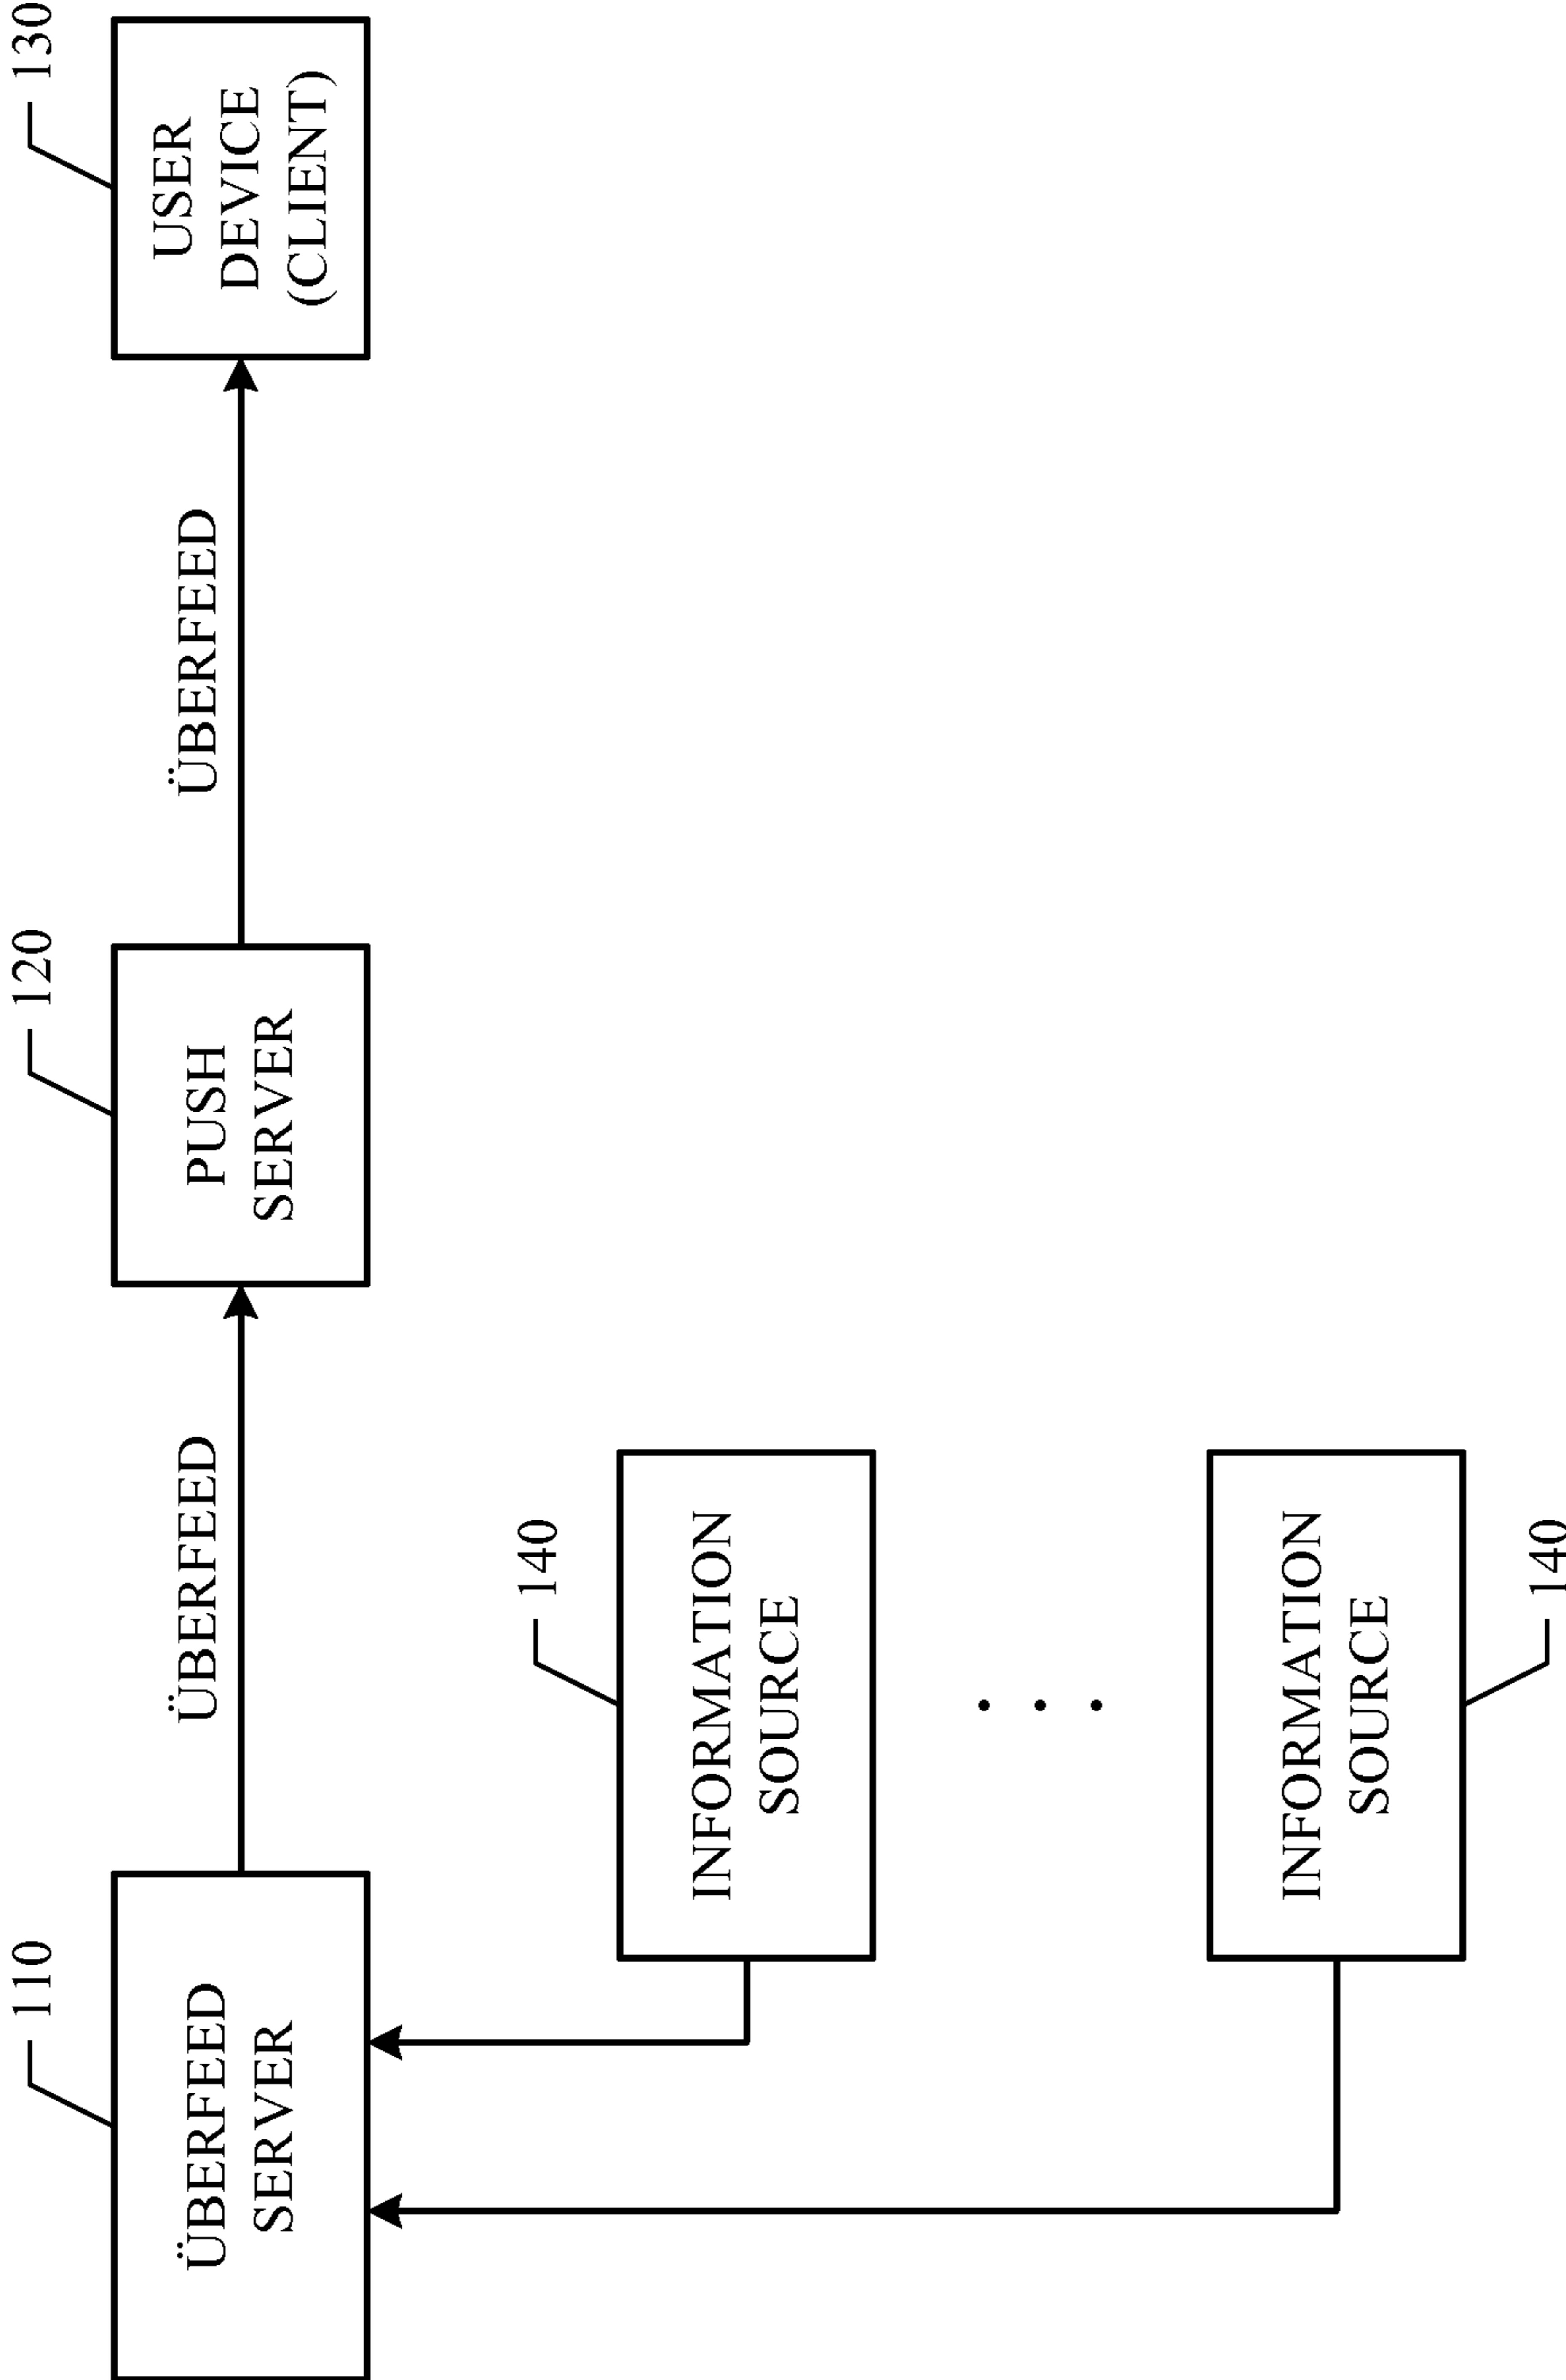 110
120
130
ÜBERFEED
SERVER
ÜBERFEED
PUSH
SERVER
ÜBERFEED
USER
DEVICE
(CLIENT)
140
INFORMATION
SOURCE
. . .
INFORMATION
SOURCE
140